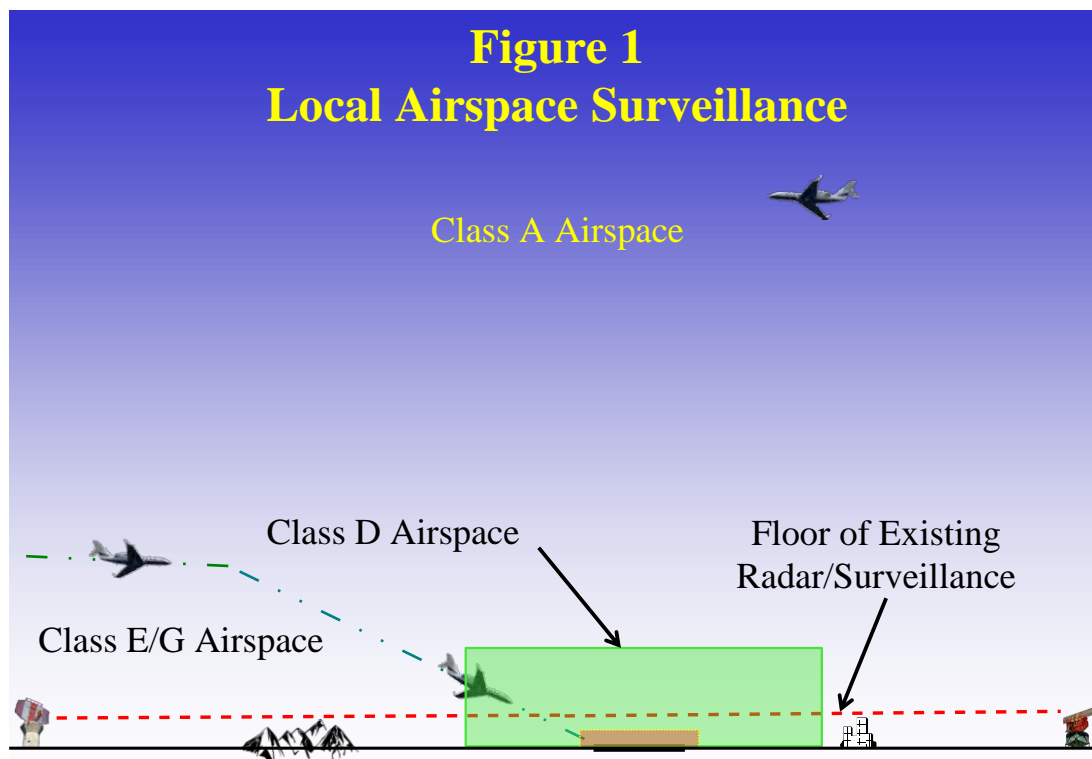 Figure 1
Local Airspace Surveillance
Class A Airspace
Class D Airspace
Floor of Existing
Radar/Surveillance
Class E/G Airspace